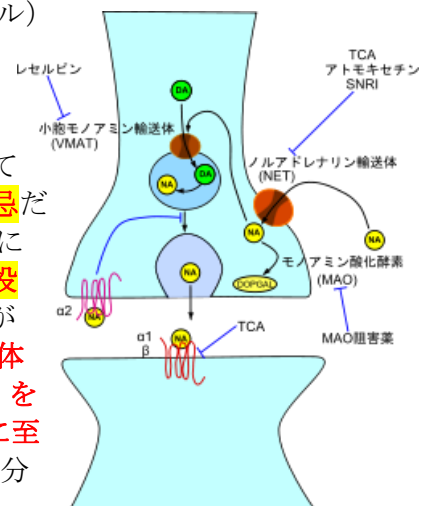 ル）
て
忌だ
に
投
が
体
を
に至
分
レセルピン
小胞モノアミン輸送体
(VMAT)
TCA
アトモキセチン
SNRI
ノルアドレナリン輸送体
(NET)
DA
DA
NA
NA
NA
モノアミン酸化酵素
(MAO)
DOPGAL
MAO阻害薬
NA
α2
NA
α1
β
NA
TCA